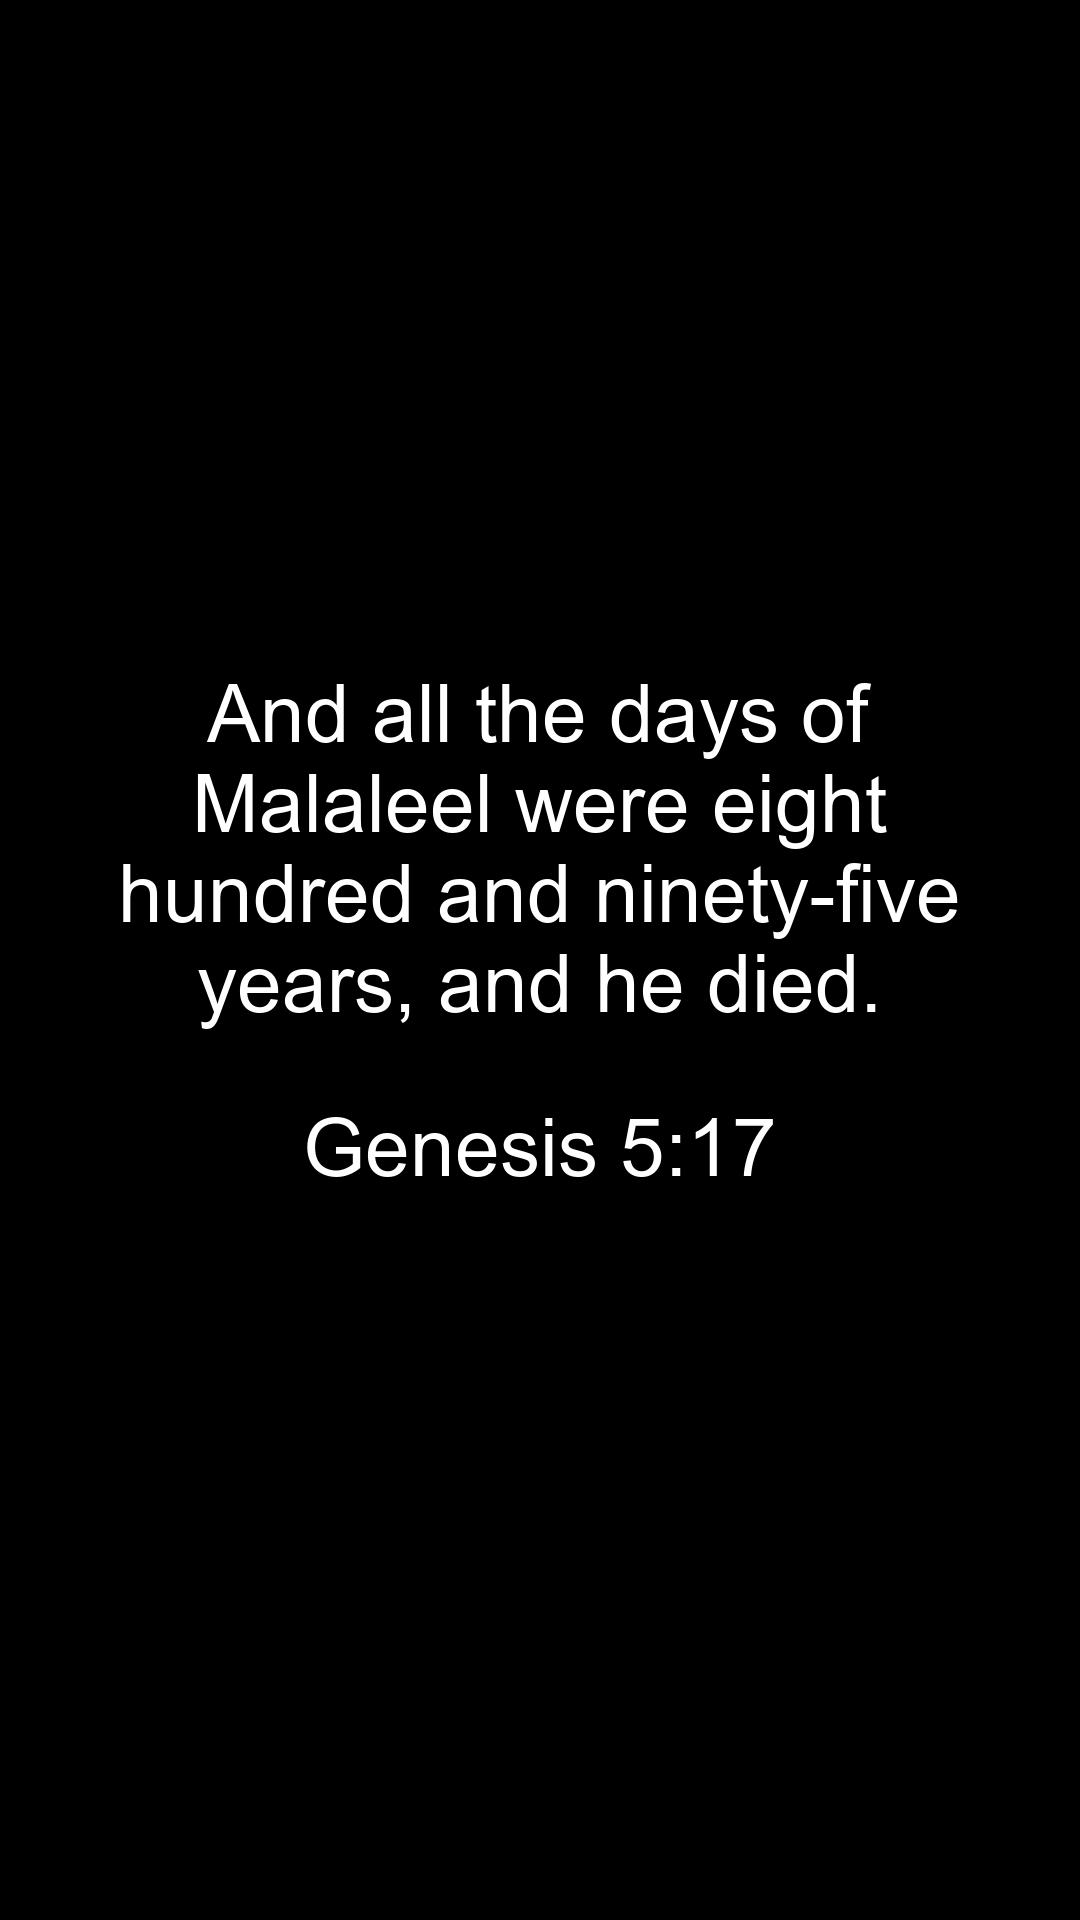 And all the days of
Malaleel were eight
hundred and ninety-five
years, and he died.
Genesis 5:17